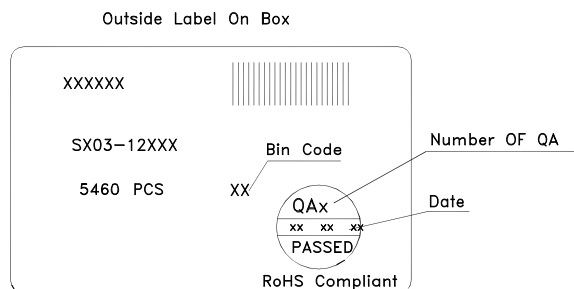 Outside Label On Box
XXXXXX
SX03-12XXX
Bin Code
Number OF QA
5460 PCS
XX
QAx
Date
xx xx xx
PASSED
RoHS Compliant